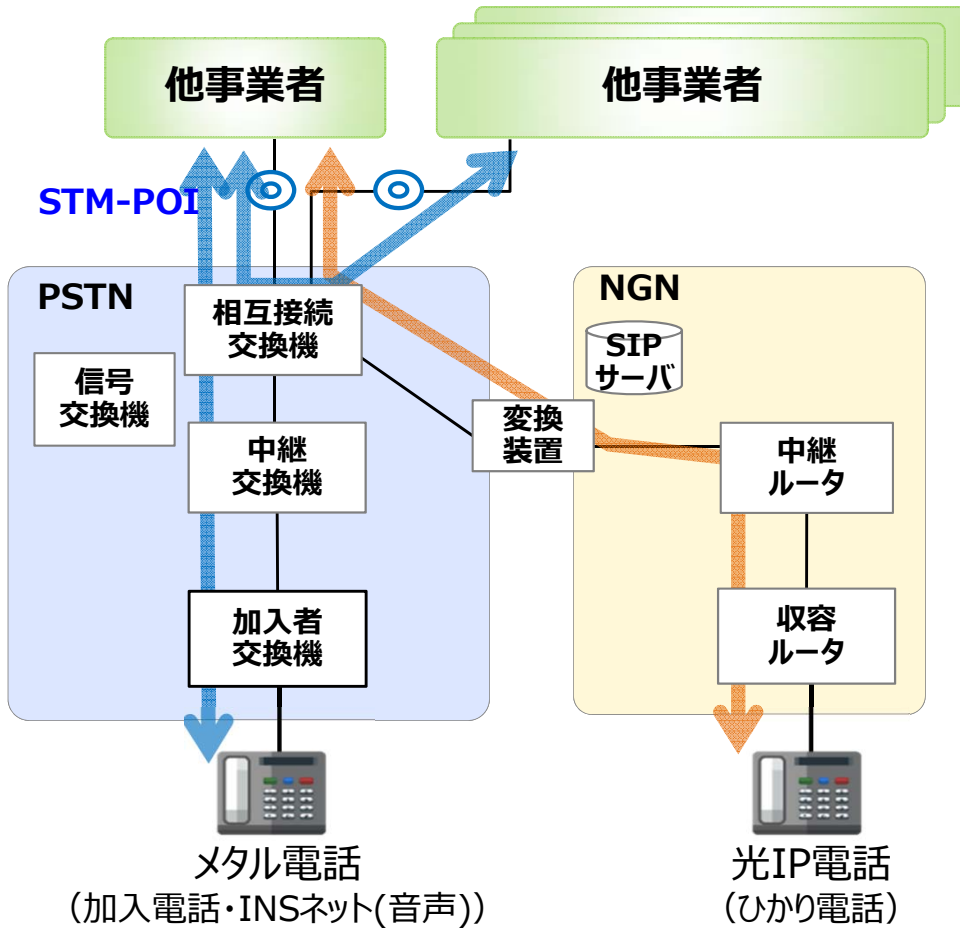 他事業者
他事業者
STM-POI
PSTN
相互接続
交換機
信号
交換機
中継
交換機
加入者
交換機
変換
装置
NGN
SIP
サーバ
中継
ルータ
収容
ルータ
メタル電話
（加入電話・INSネット(音声)）
光IP電話
（ひかり電話）